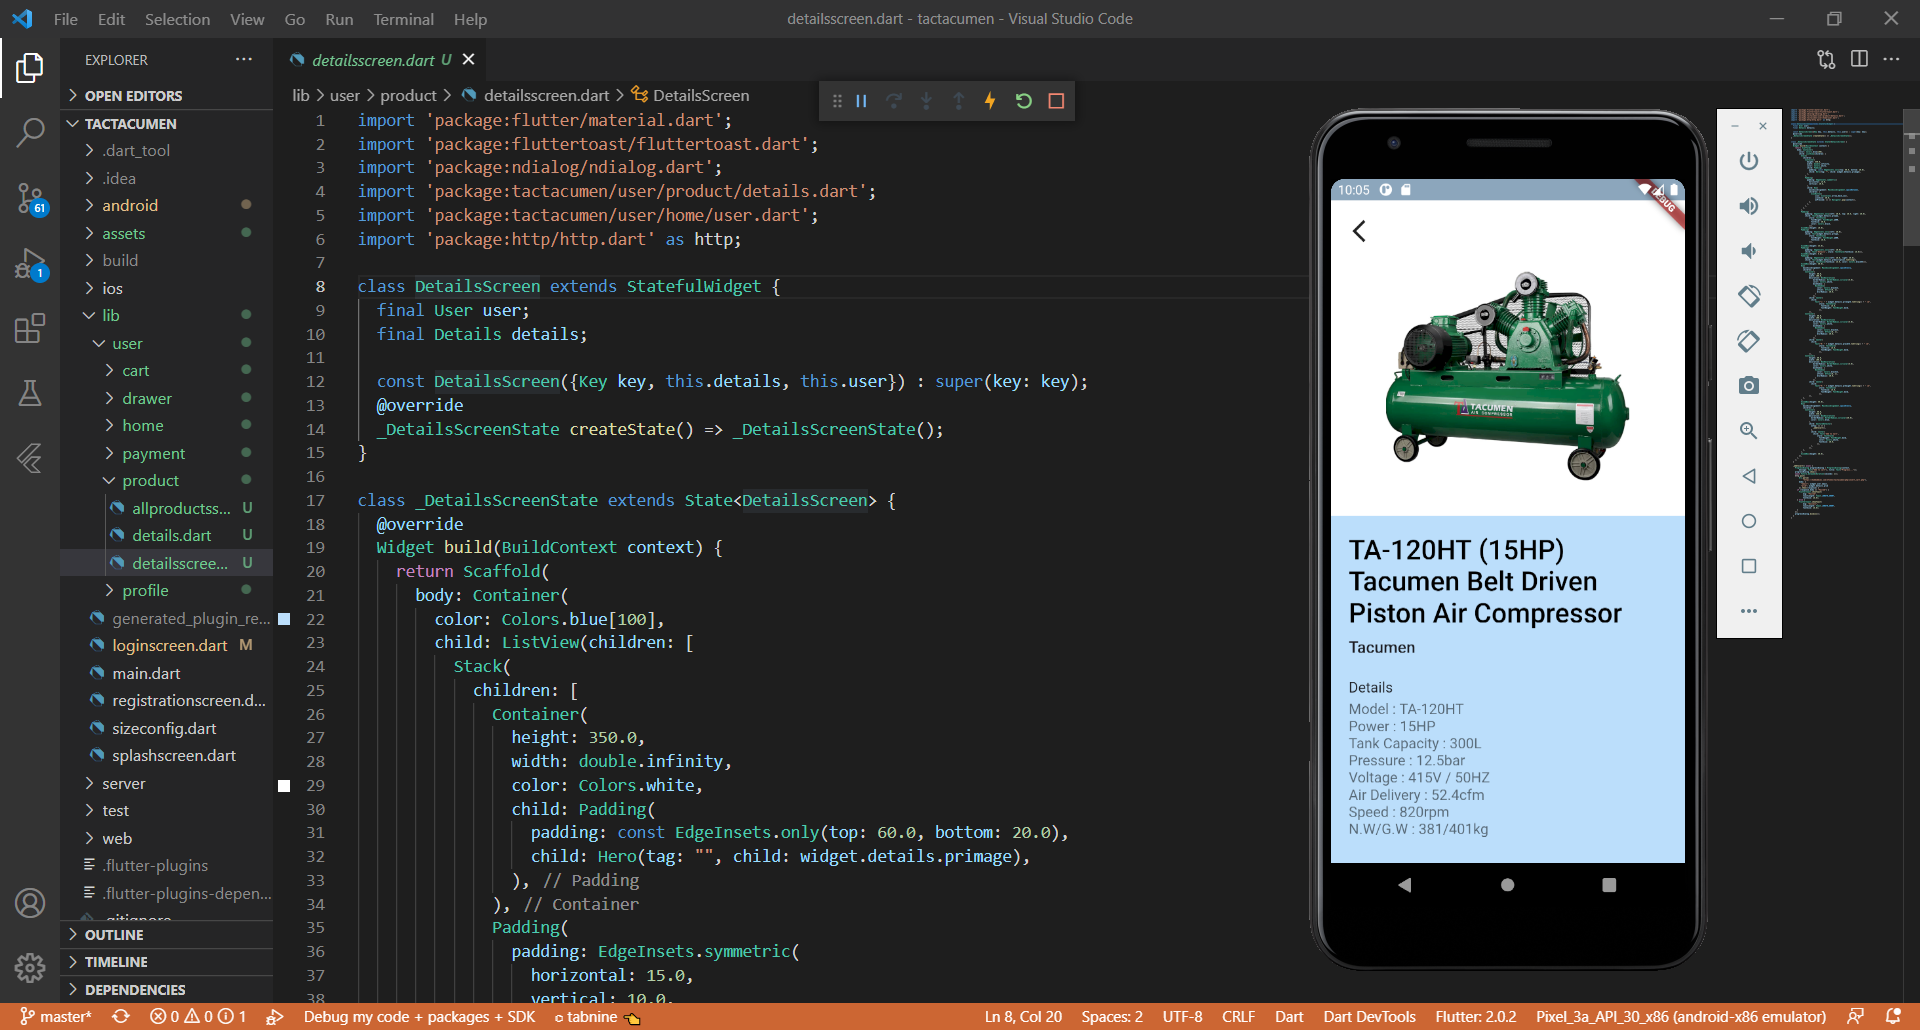 File Edit Selection View Go Run Terminal Help
detailsscreen.dart - tactacumen - Visual Studio Code
EXPLORER
OPEN EDITORS
TACTACUMEN
.dart_tool
.idea
android
assets
build
ios
lib
user
cart
drawer
home
payment
product
allproductss... U
details.dart U
detailsscree... U
profile
generated_plugin_re...
loginscreen.dart M
main.dart
registrationscreen.d...
sizeconfig.dart
splashscreen.dart
server
test
web
.flutter-plugins
.flutter-plugins-depen...
.gitignore
OUTLINE
TIMELINE
DEPENDENCIES
61
1
detailsscreen.dart U
lib > user > product > detailsscreen.dart > DetailsScreen
1 import 'package:flutter/material.dart';
2 import 'package:fluttertoast/fluttertoast.dart';
3 import 'package:ndialog/ndialog.dart';
4 import 'package:tactacumen/user/product/details.dart';
5 import 'package:tactacumen/user/home/user.dart';
6 import 'package:http/http.dart' as http;
7
8 class DetailsScreen extends StatefulWidget {
9 final User user;
10 final Details details;
11
12 const DetailsScreen({Key key, this.details, this.user}) : super(key: key);
13 @override
14 _DetailsScreenState createState() => _DetailsScreenState();
15 }
16
17 class _DetailsScreenState extends State<DetailsScreen> {
18 @override
19 Widget build(BuildContext context) {
20 return Scaffold(
21 body: Container(
22 color: Colors.blue[100],
23 child: ListView(children: [
24 Stack(
25 children: [
26 Container(
27 height: 350.0,
28 width: double.infinity,
29 color: Colors.white,
30 child: Padding(
31 padding: const EdgeInsets.only(top: 60.0, bottom: 20.0),
32 child: Hero(tag: "", child: widget.details.primage),
33 ), // Padding
34 ), // Container
35 Padding(
36 padding: EdgeInsets.symmetric(
37 horizontal: 15.0,
38 vertical: 10.0,
10:05
DEBUG
TACUMEN
AIR COMPRESSOR
TA-120HT (15HP)
Tacumen Belt Driven
Piston Air Compressor
Tacumen
Details
Model : TA-120HT
Power : 15HP
Tank Capacity : 300L
Pressure : 12.5bar
Voltage : 415V / 50HZ
Air Delivery : 52.4cfm
Speed : 820rpm
N.W/G.W : 381/401kg
master* 0 0 1 Debug my code + packages + SDK tabnine 👈 Ln 8, Col 20 Spaces: 2 UTF-8 CRLF Dart Dart DevTools Flutter: 2.0.2 Pixel_3a_API_30_x86 (android-x86 emulator)